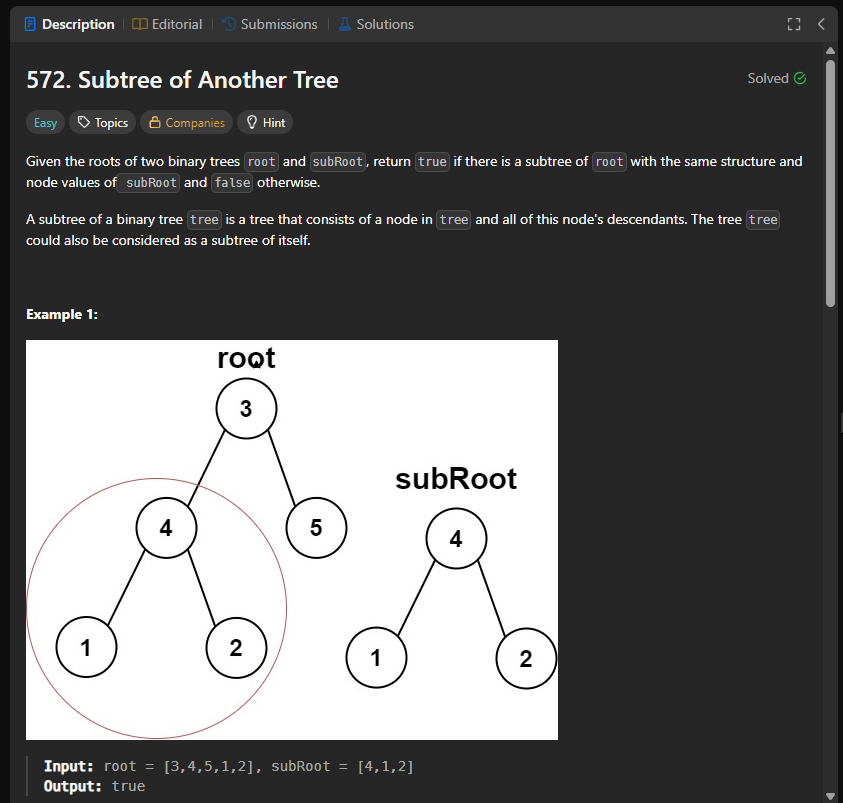 Description | Editorial | Submissions | Solutions
572. Subtree of Another Tree
Solved
Easy Topics Companies Hint
Given the roots of two binary trees root and subRoot, return true if there is a subtree of root with the same structure and
node values of subRoot and false otherwise.
A subtree of a binary tree tree is a tree that consists of a node in tree and all of this node's descendants. The tree tree
could also be considered as a subtree of itself.
Example 1:
root
3
subRoot
4
5
4
1
2
1
2
Input: root = [3,4,5,1,2], subRoot = [4,1,2]
Output: true